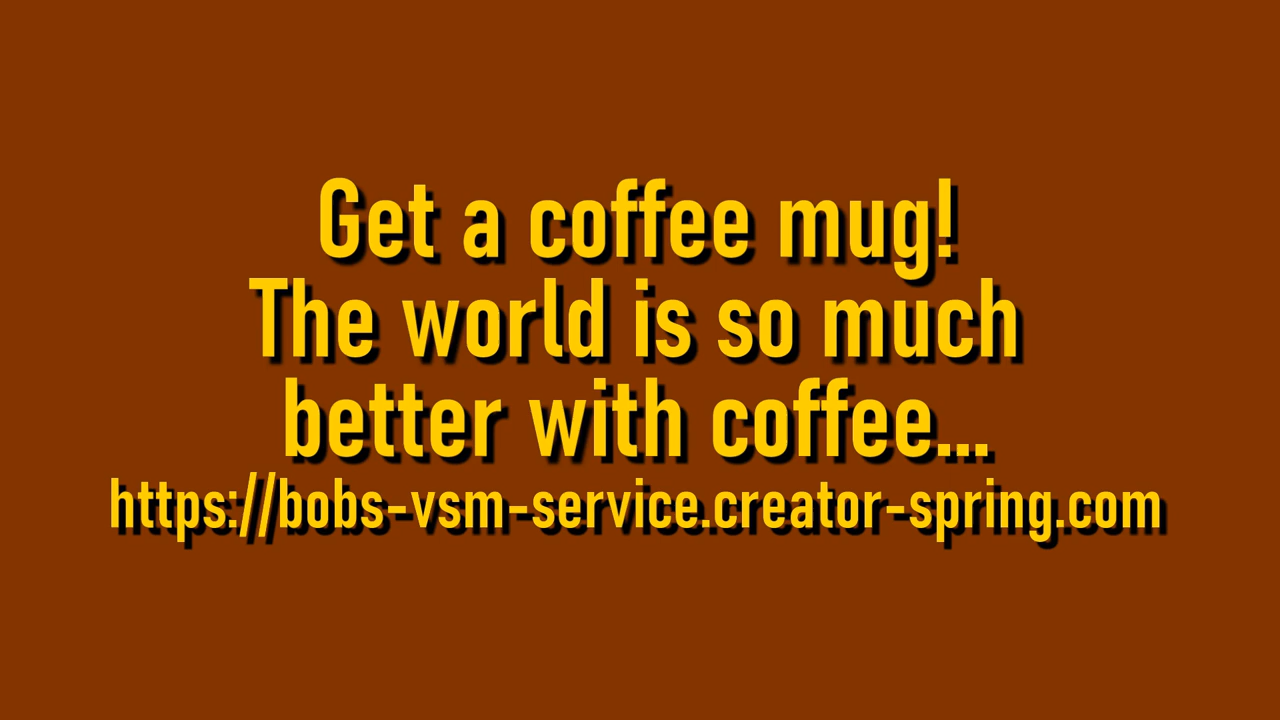 Get a coffee mug!
The world is so much
better with coffee...
https://bobs-vsm-service.creator-spring.com